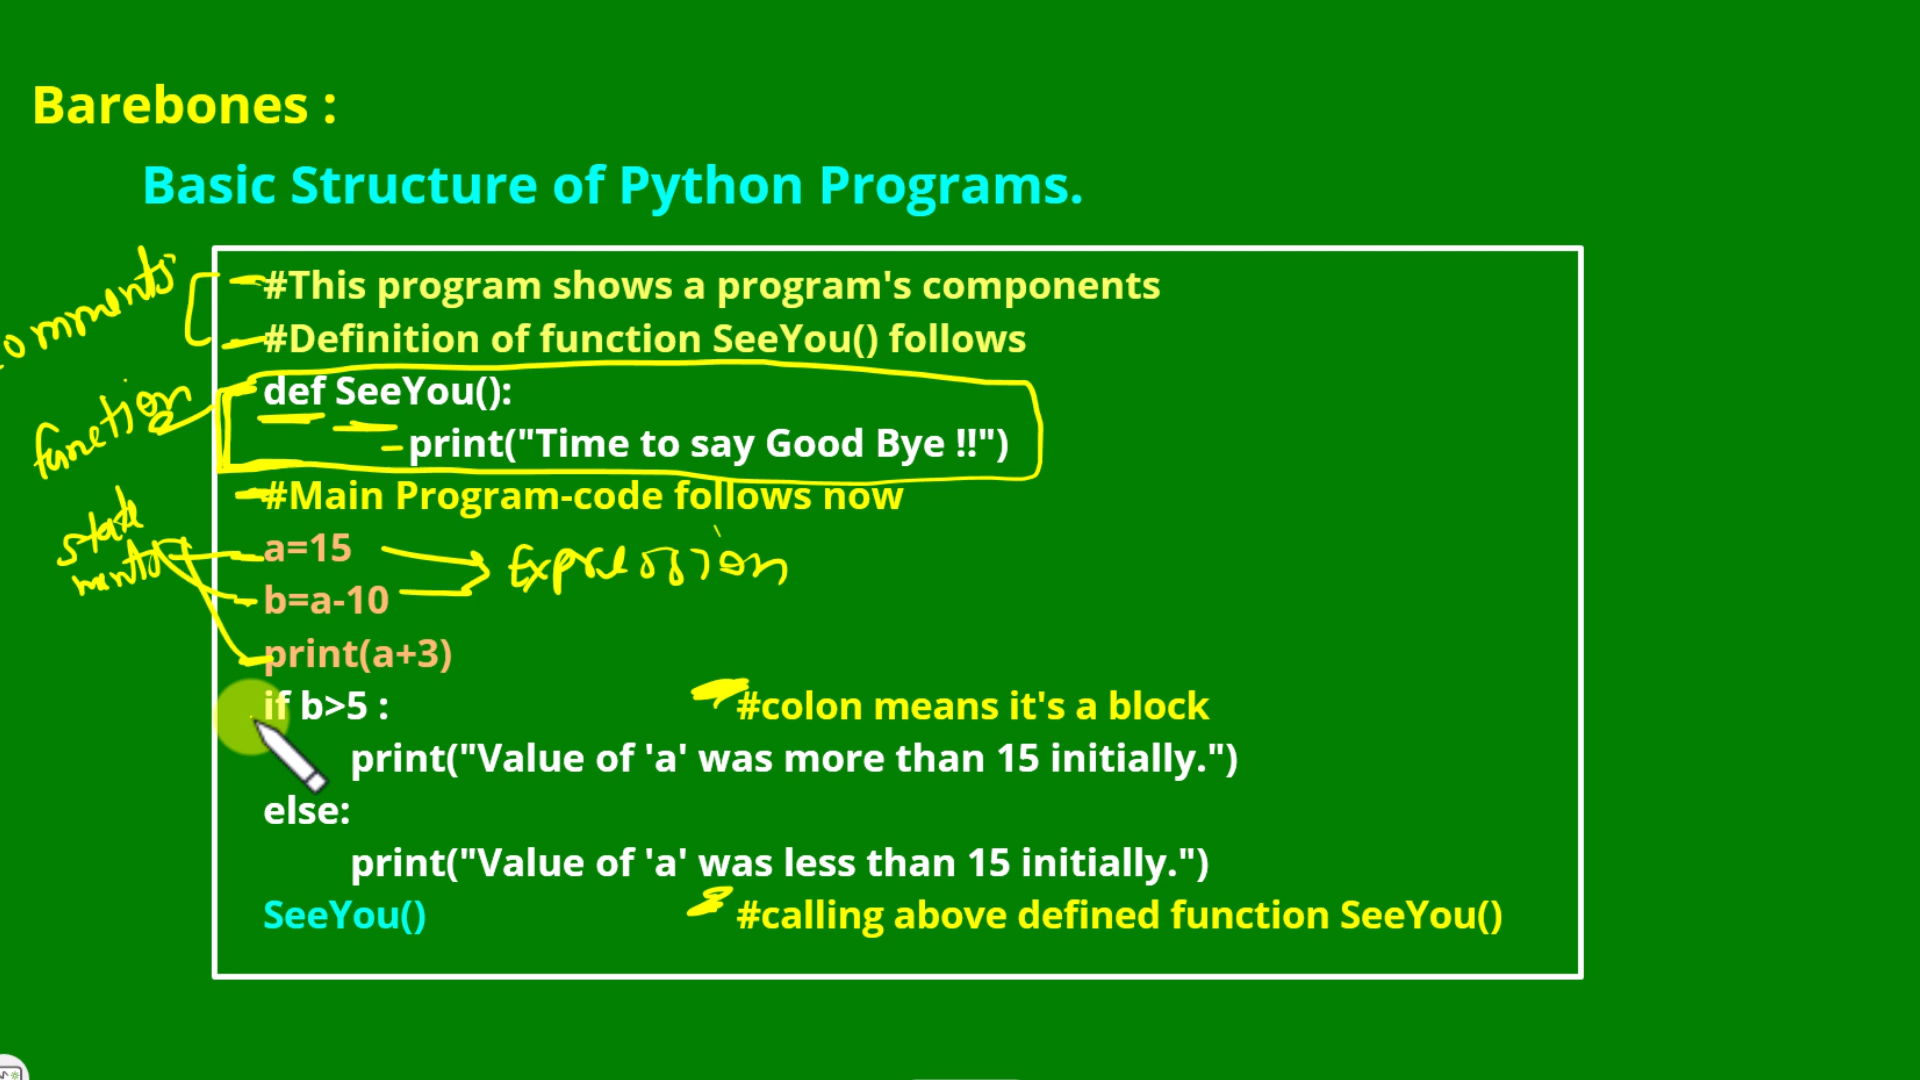 Barebones :
Basic Structure of Python Programs.
omments
#This program shows a program's components
#Definition of function SeeYou() follows
function
def SeeYou():
print("Time to say Good Bye !!")
#Main Program-code follows now
state
ments
a=15
Expression
b=a-10
print(a+3)
if b>5 : #colon means it's a block
print("Value of 'a' was more than 15 initially.")
else:
print("Value of 'a' was less than 15 initially.")
SeeYou() #calling above defined function SeeYou()